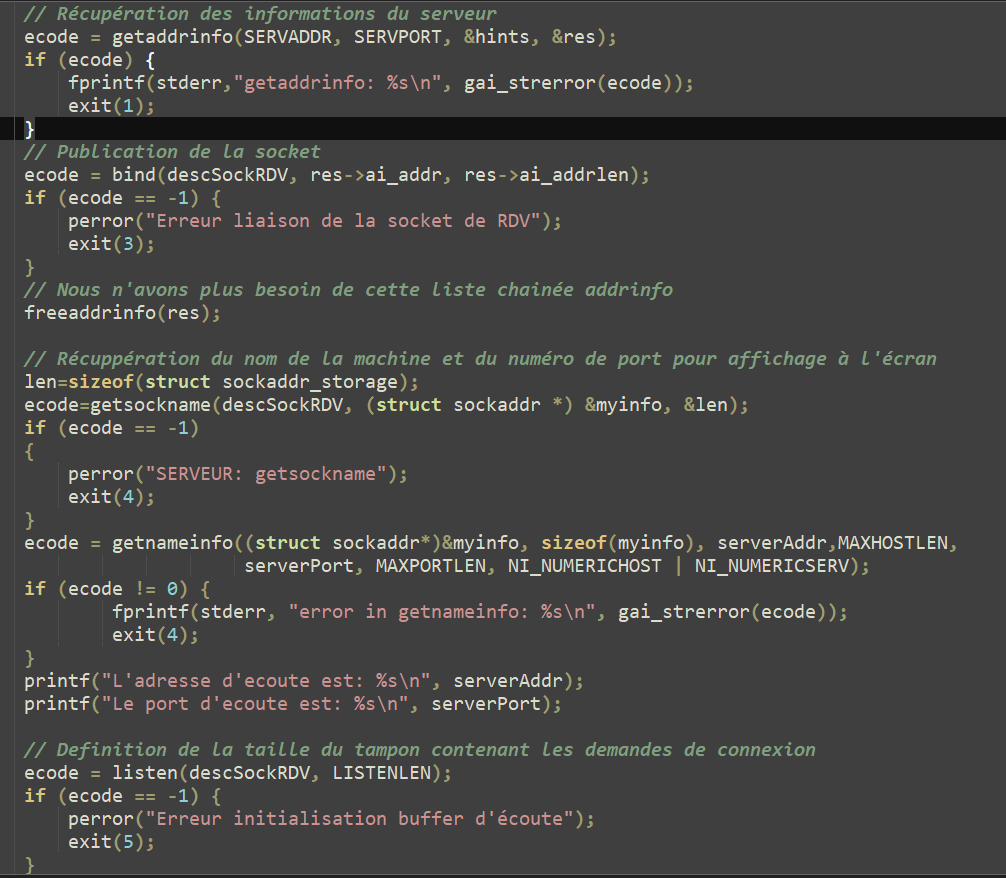 // Récupération des informations du serveur
ecode = getaddrinfo(SERVADDR, SERVPORT, &hints, &res);
if (ecode) {
    fprintf(stderr,"getaddrinfo: %s\n", gai_strerror(ecode));
    exit(1);
}
// Publication de la socket
ecode = bind(descSockRDV, res->ai_addr, res->ai_addrlen);
if (ecode == -1) {
    perror("Erreur liaison de la socket de RDV");
    exit(3);
}
// Nous n'avons plus besoin de cette liste chainée addrinfo
freeaddrinfo(res);

// Récuppération du nom de la machine et du numéro de port pour affichage à l'écran
len=sizeof(struct sockaddr_storage);
ecode=getsockname(descSockRDV, (struct sockaddr *) &myinfo, &len);
if (ecode == -1)
{
    perror("SERVEUR: getsockname");
    exit(4);
}
ecode = getnameinfo((struct sockaddr*)&myinfo, sizeof(myinfo), serverAddr,MAXHOSTLEN,
                    serverPort, MAXPORTLEN, NI_NUMERICHOST | NI_NUMERICSERV);
if (ecode != 0) {
        fprintf(stderr, "error in getnameinfo: %s\n", gai_strerror(ecode));
        exit(4);
}
printf("L'adresse d'ecoute est: %s\n", serverAddr);
printf("Le port d'ecoute est: %s\n", serverPort);

// Definition de la taille du tampon contenant les demandes de connexion
ecode = listen(descSockRDV, LISTENLEN);
if (ecode == -1) {
    perror("Erreur initialisation buffer d'écoute");
    exit(5);
}